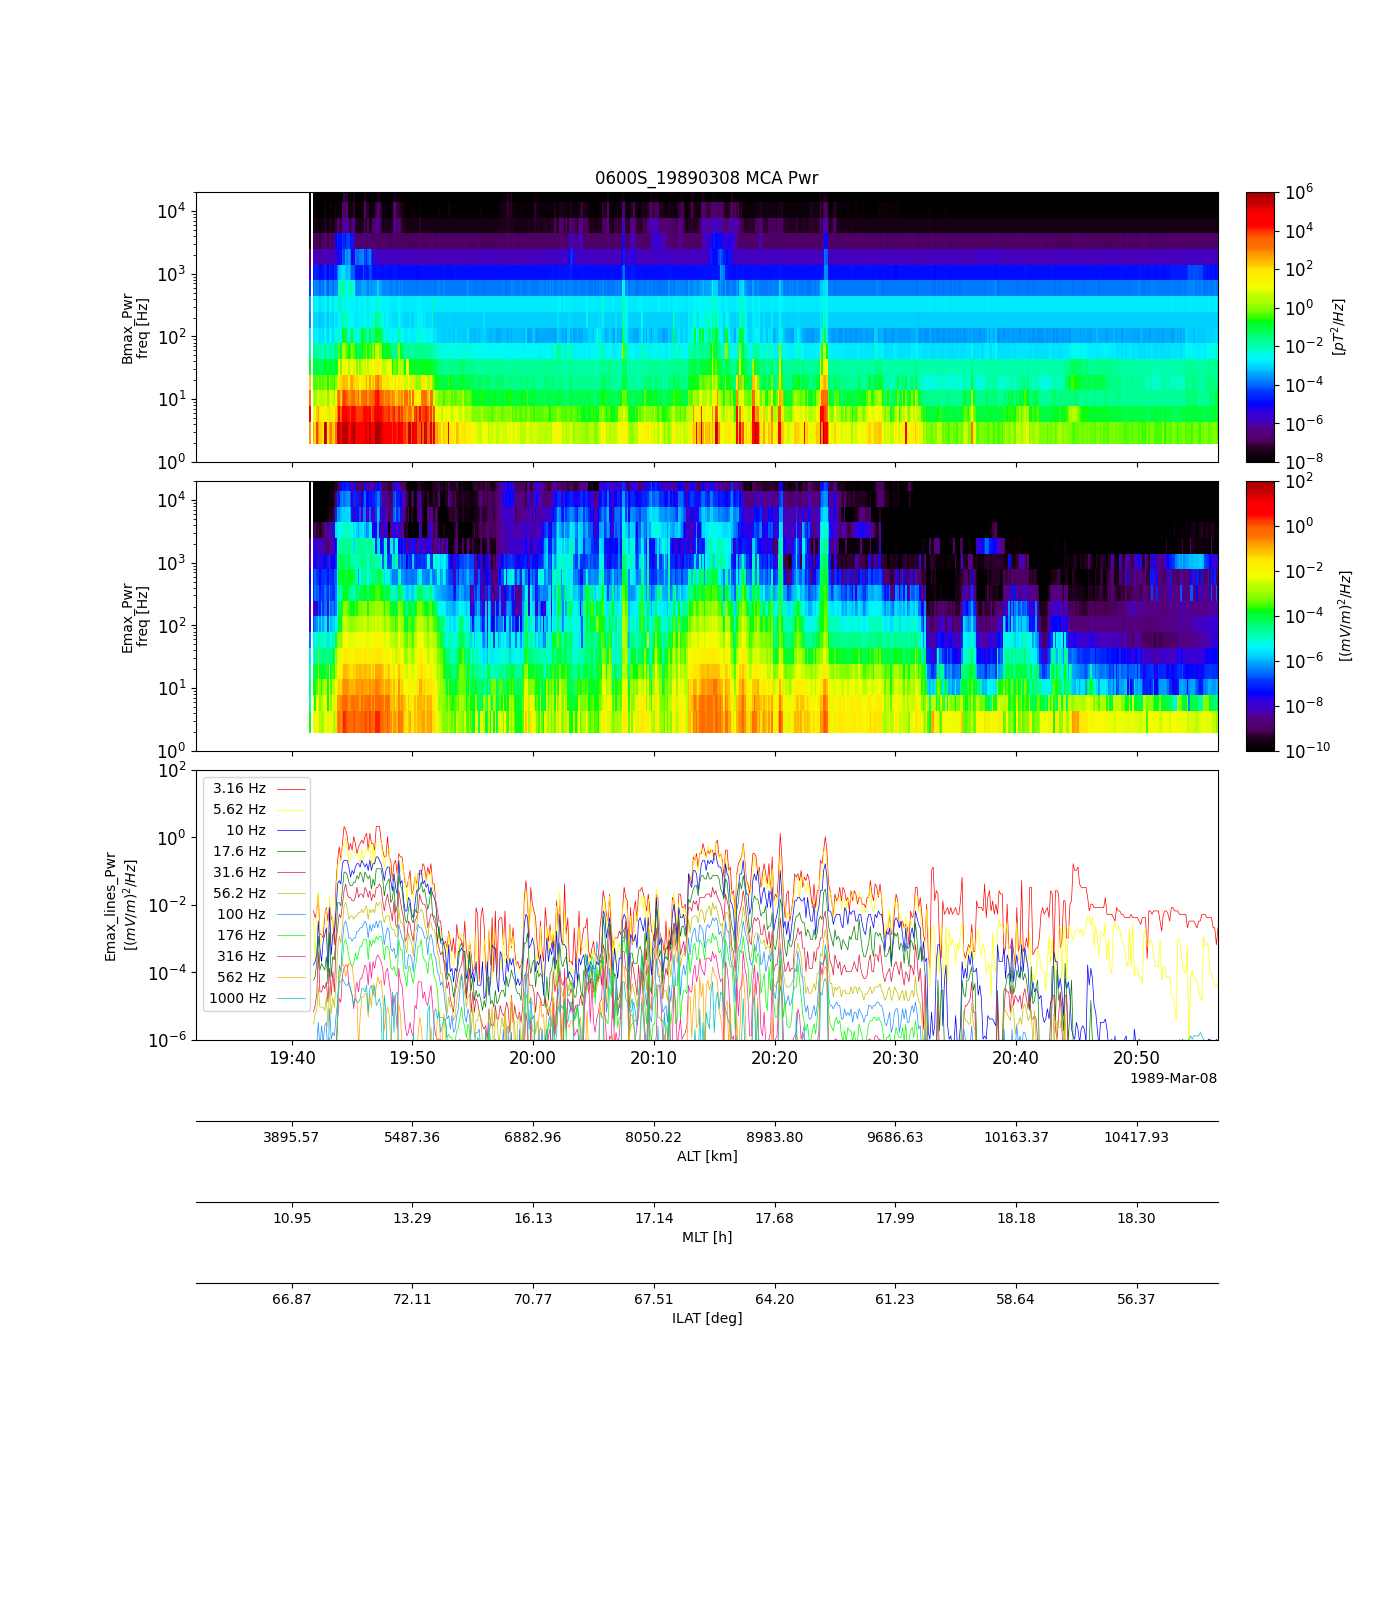 0600S_19890308 MCA Pwr
10^4
10^3
10^2
10^1
10^0
Bmax_Pwr
freq [Hz]
10^6
10^4
10^2
10^0
10^-2
10^-4
10^-6
10^-8
[pT^2/Hz]
10^4
10^3
10^2
10^1
10^0
Emax_Pwr
freq [Hz]
10^2
10^0
10^-2
10^-4
10^-6
10^-8
10^-10
[(mV/m)^2/Hz]
10^2
10^0
10^-2
10^-4
10^-6
Emax_lines_Pwr
[(mV/m)^2/Hz]
3.16 Hz
5.62 Hz
10 Hz
17.6 Hz
31.6 Hz
56.2 Hz
100 Hz
176 Hz
316 Hz
562 Hz
1000 Hz
19:40 19:50 20:00 20:10 20:20 20:30 20:40 20:50
1989-Mar-08
3895.57 5487.36 6882.96 8050.22 8983.80 9686.63 10163.37 10417.93
ALT [km]
10.95 13.29 16.13 17.14 17.68 17.99 18.18 18.30
MLT [h]
66.87 72.11 70.77 67.51 64.20 61.23 58.64 56.37
ILAT [deg]